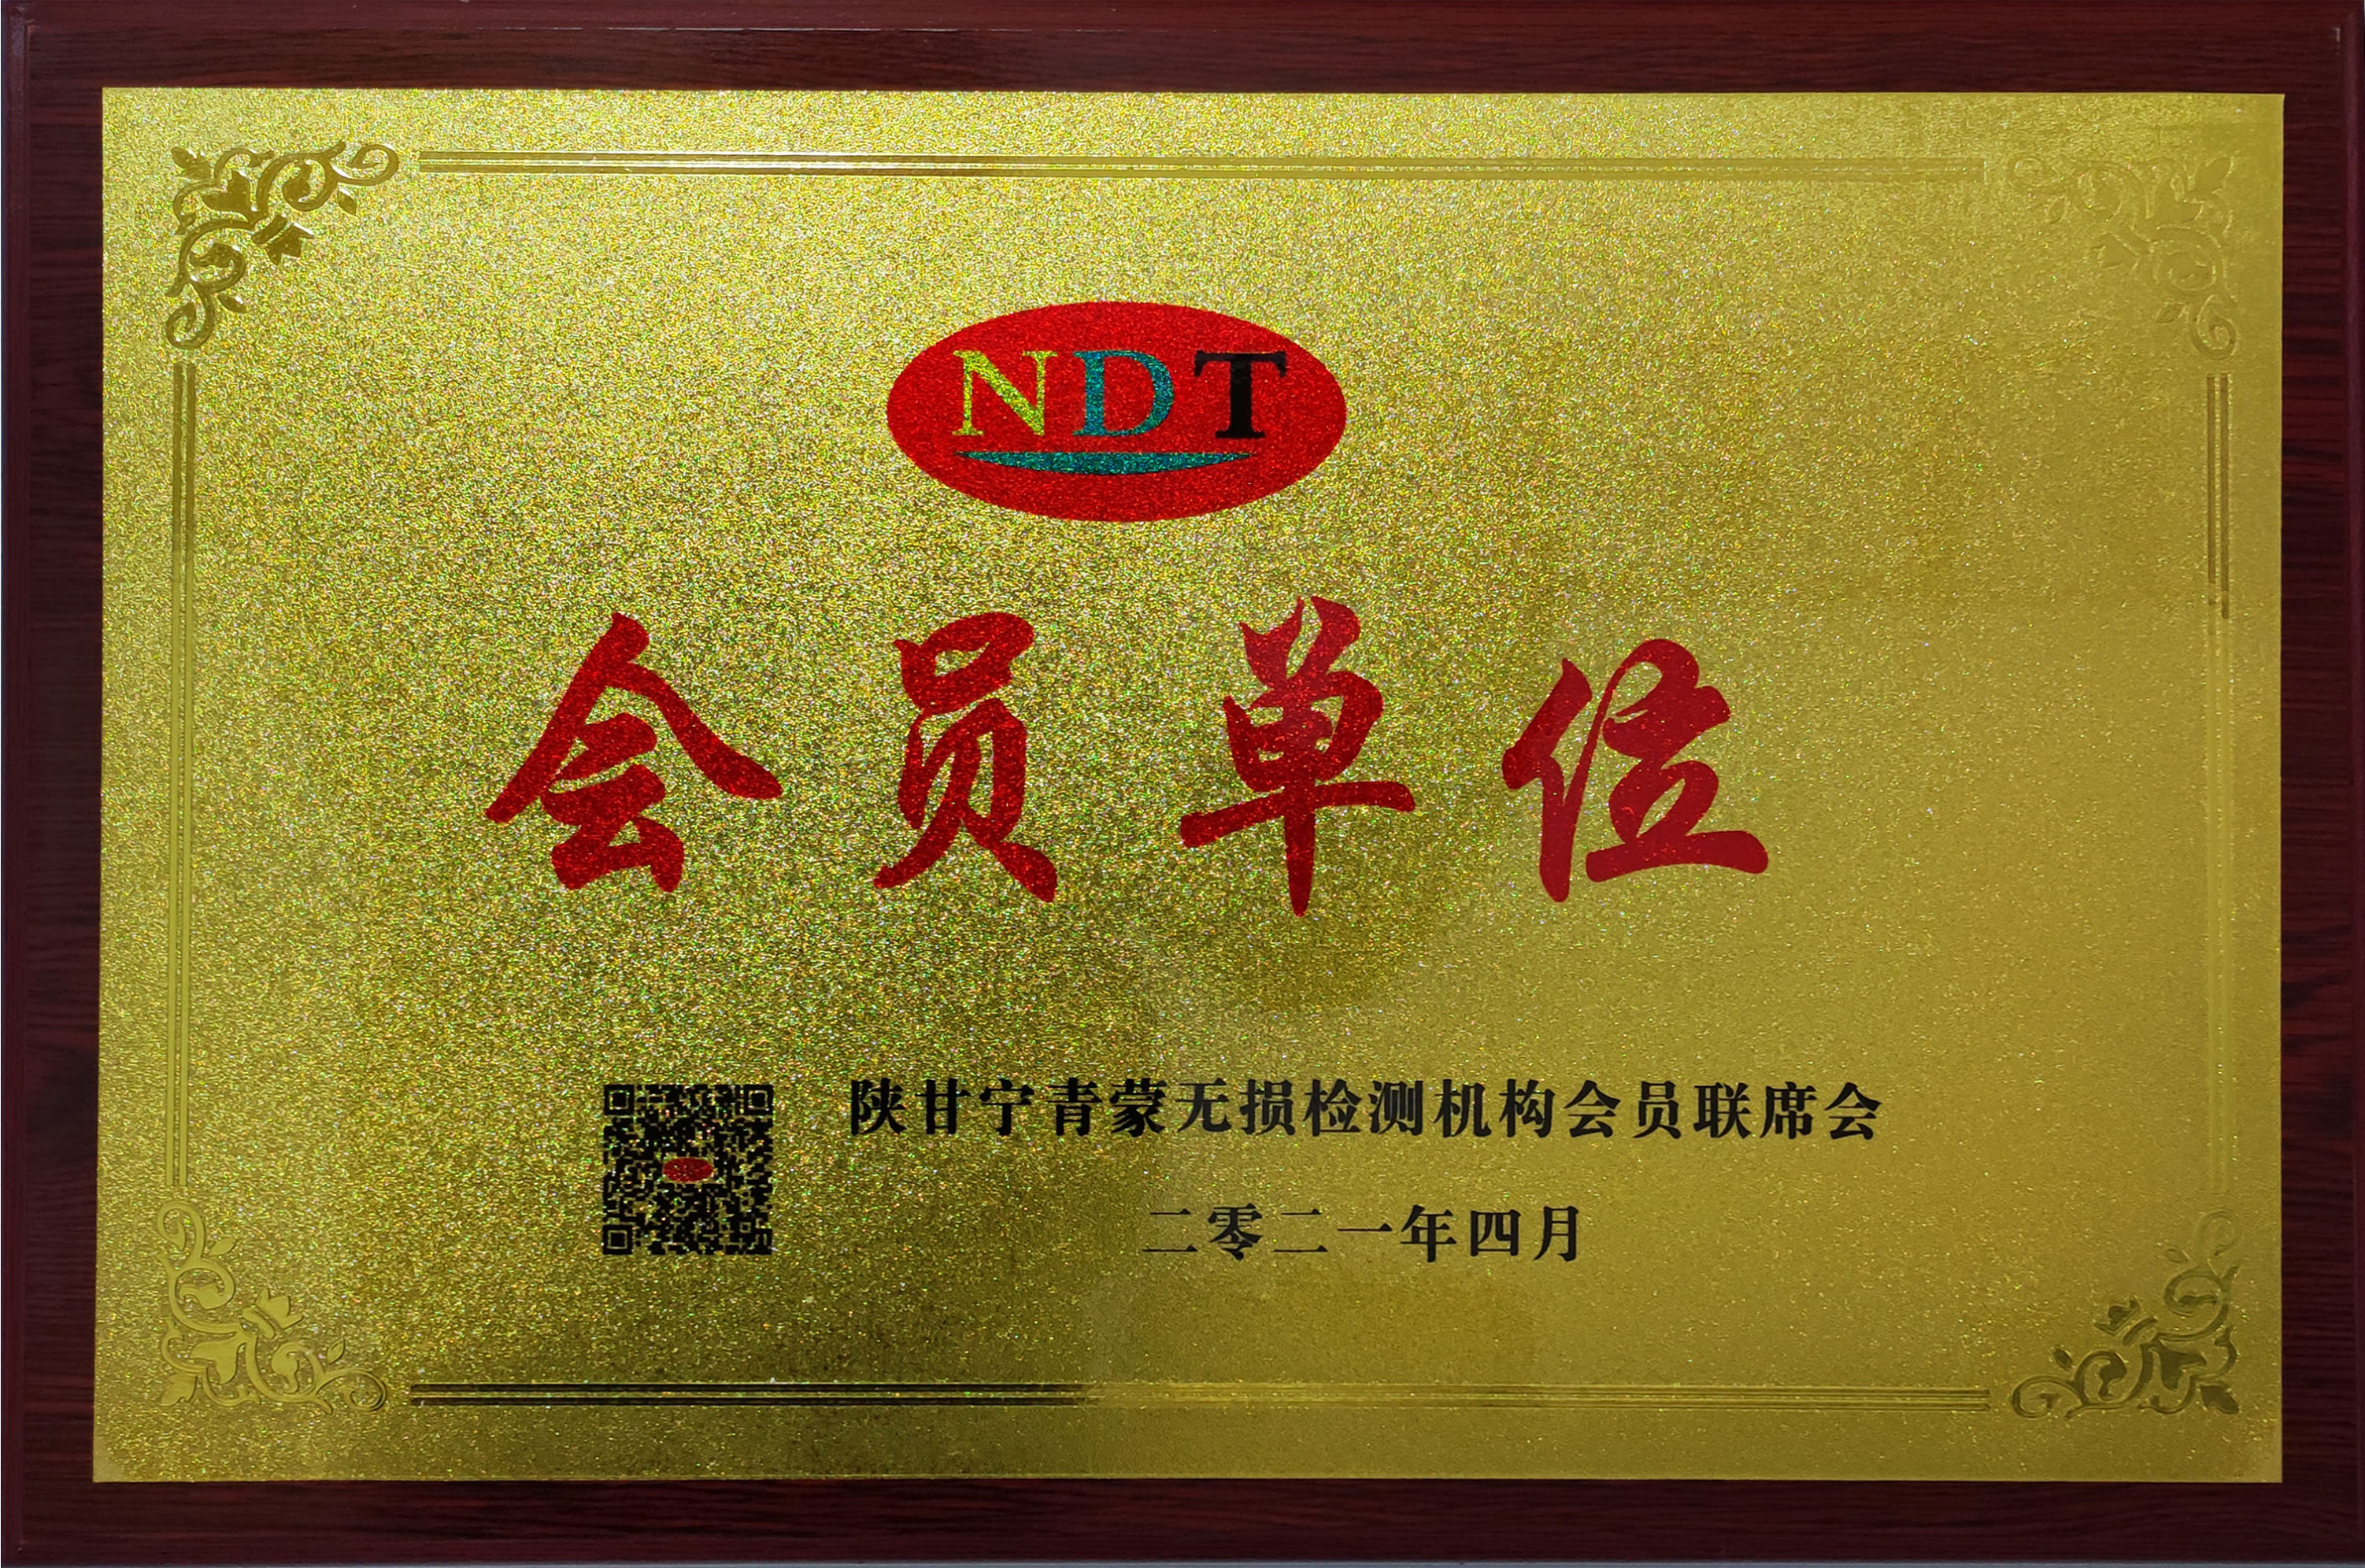 NDT
会员单位
陕甘宁青蒙无损检测机构会员联席会
二零二一年四月